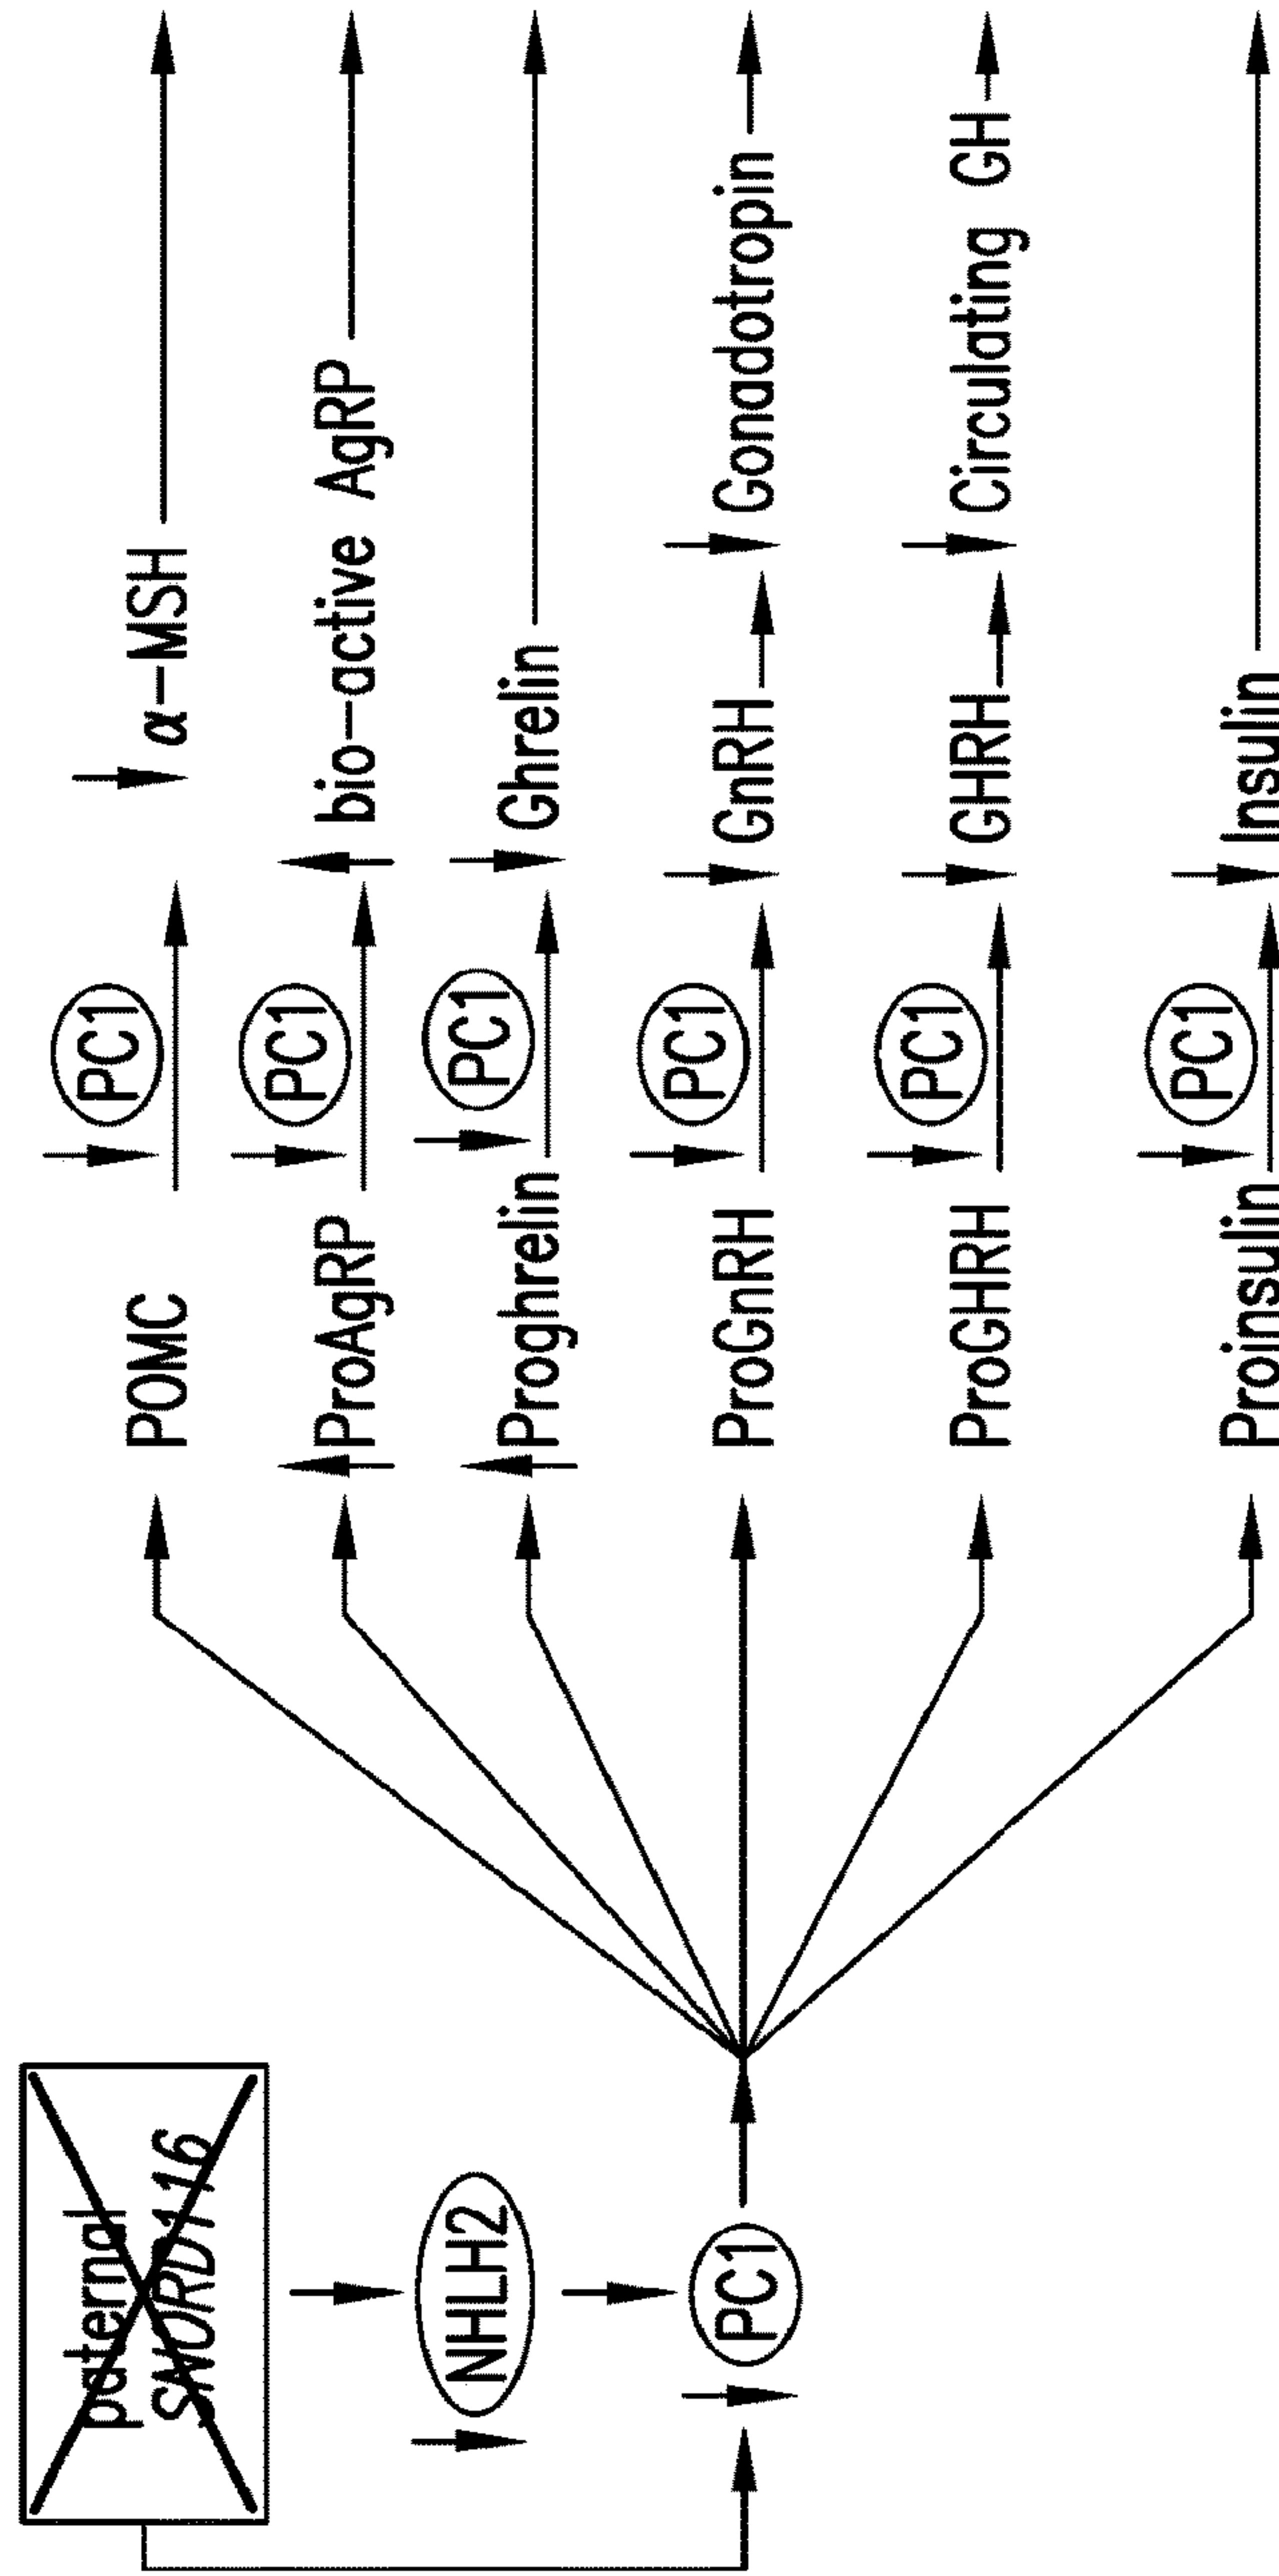 paternal
SNORD116
NHLH2
PC1
POMC
PC1
α-MSH
ProAgRP
PC1
bio-active AgRP
Proghrelin
PC1
Ghrelin
ProGnRH
PC1
GnRH
Gonadotropin
ProGHRH
PC1
GHRH
Circulating GH
Proinsulin
PC1
Insulin